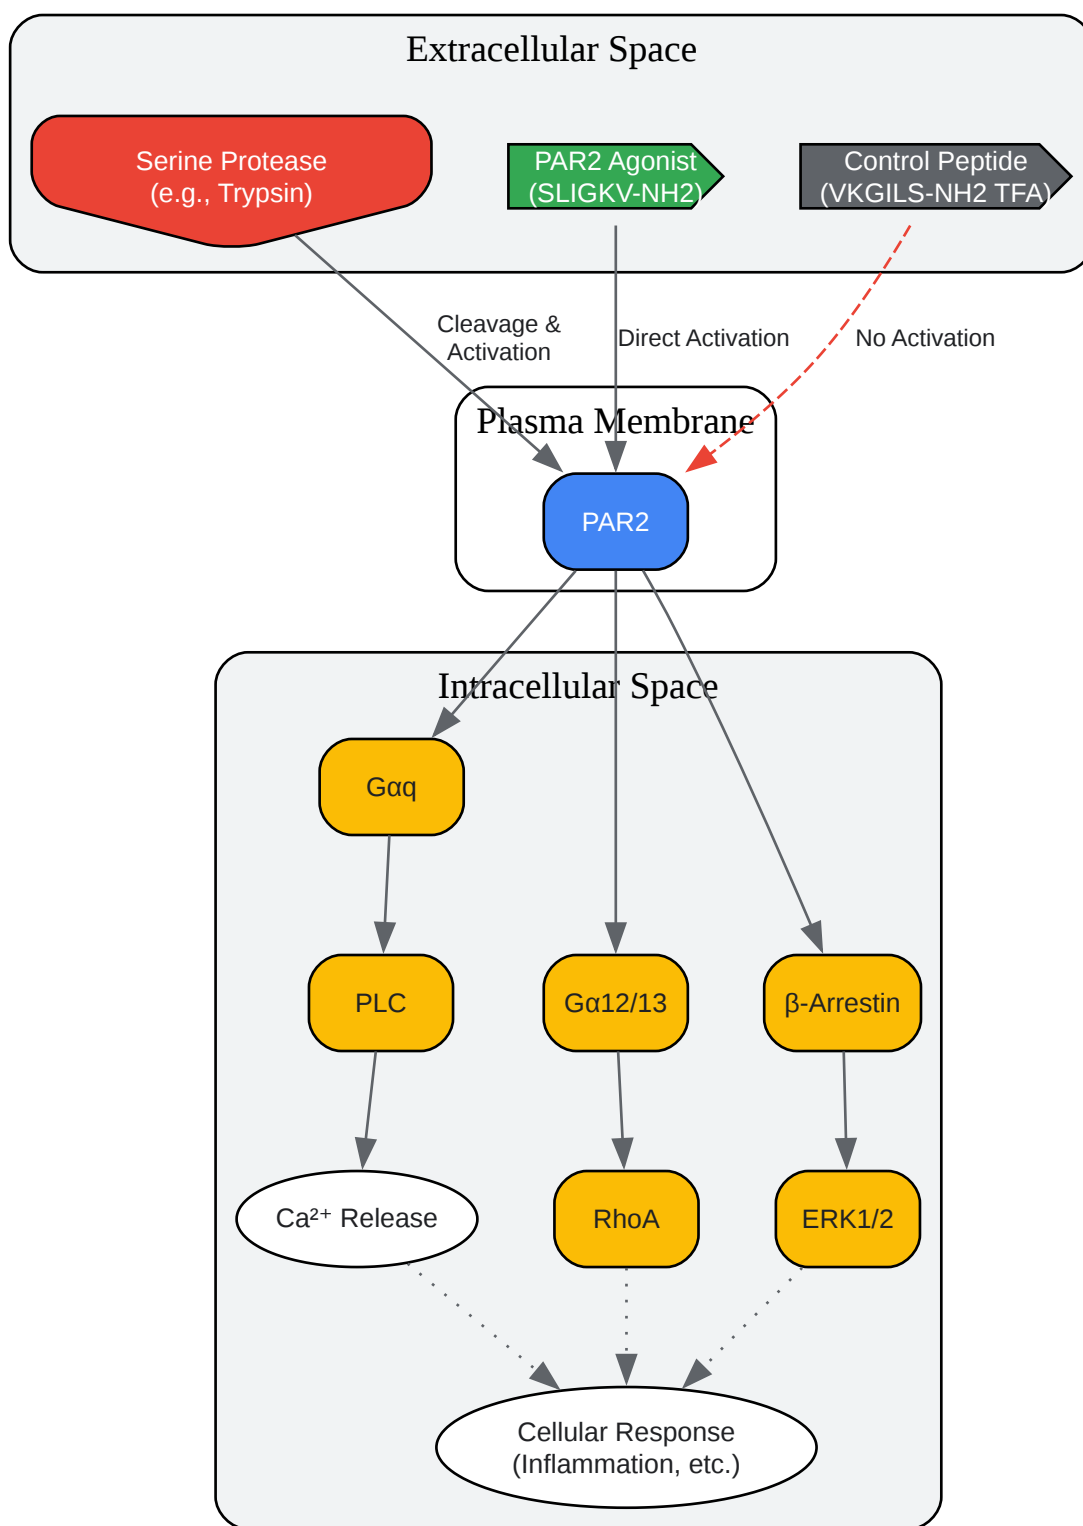 Extracellular Space
Serine Protease
(e.g., Trypsin)
PAR2 Agonist
(SLIGKV-NH2)
Control Peptide
(VKGILS-NH2 TFA)
Cleavage &
Activation
Direct Activation
No Activation
Plasma Membrane
PAR2
Intracellular Space
Gαq
PLC
Gα12/13
β-Arrestin
Ca²⁺ Release
RhoA
ERK1/2
Cellular Response
(Inflammation, etc.)